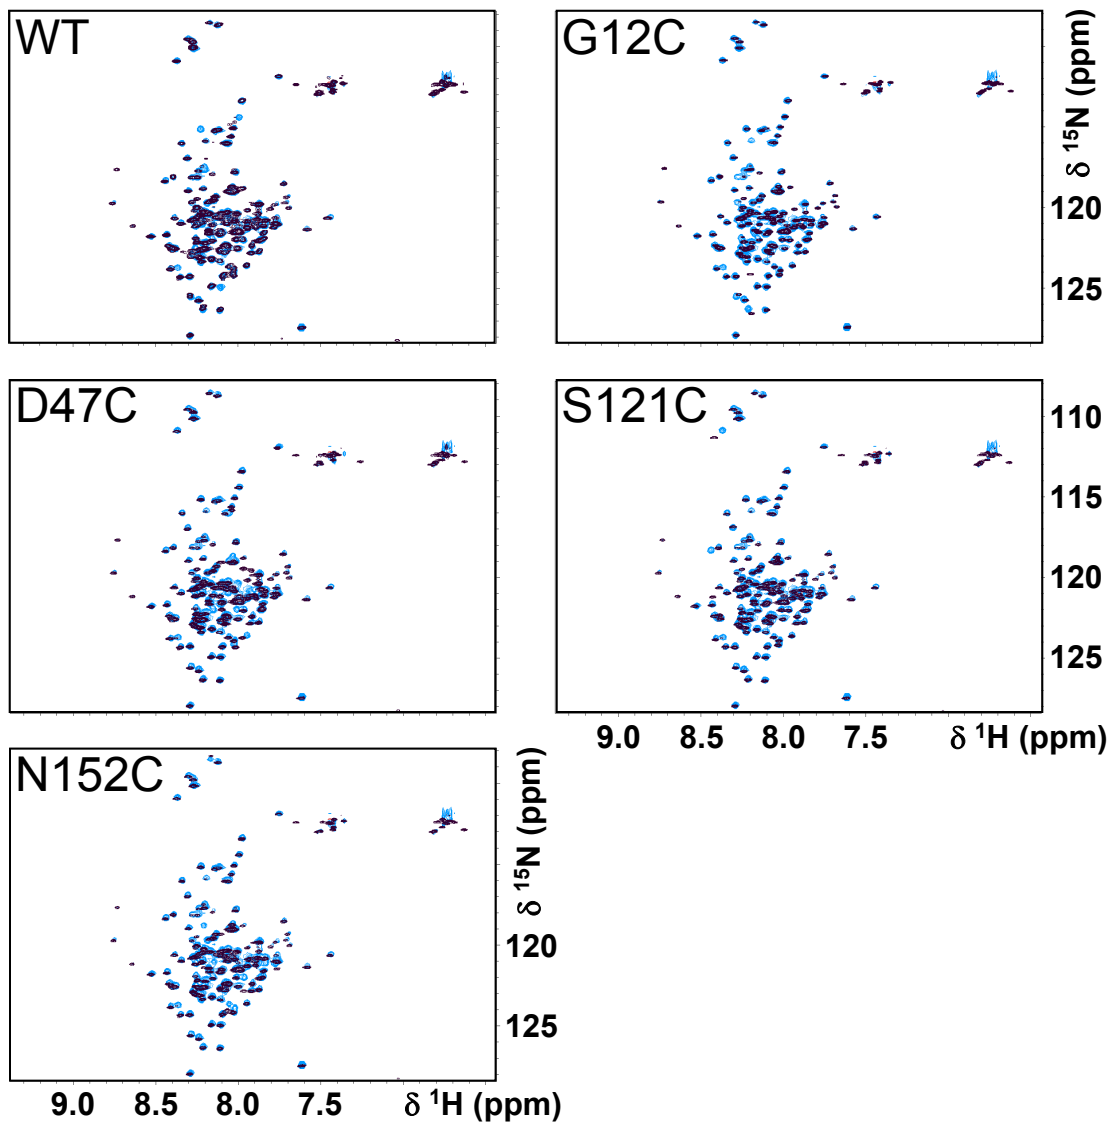 WT
G12C
δ ¹⁵N (ppm)
120
125
D47C
S121C
110
115
120
125
9.0 8.5 8.0 7.5 δ ¹H (ppm)
N152C
δ ¹⁵N (ppm)
120
125
9.0 8.5 8.0 7.5 δ ¹H (ppm)